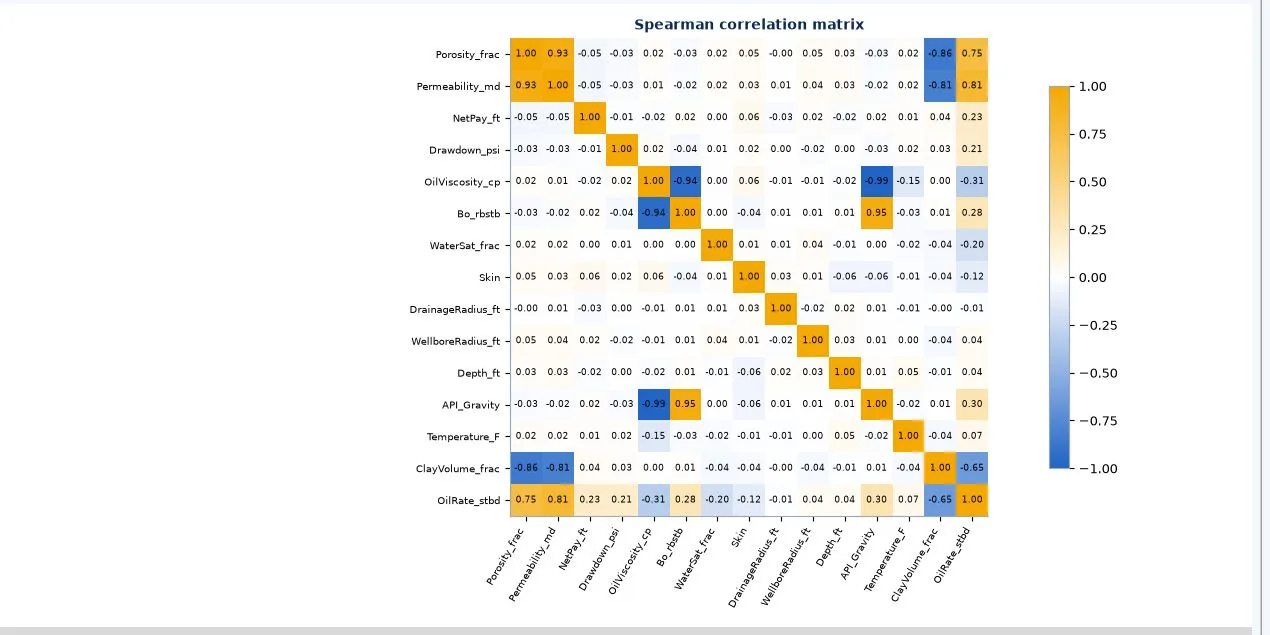 Spearman correlation matrix
Porosity_frac 1.00 0.93 -0.05 -0.03 0.02 -0.03 0.02 0.05 -0.00 0.05 0.03 -0.03 0.02 -0.86 0.75
Permeability_md 0.93 1.00 -0.05 -0.03 0.01 -0.02 0.02 0.03 0.01 0.04 0.03 -0.02 0.02 -0.81 0.81
NetPay_ft -0.05 -0.05 1.00 -0.01 -0.02 0.02 0.00 0.06 -0.03 0.02 -0.02 0.02 0.01 0.04 0.23
Drawdown_psi -0.03 -0.03 -0.01 1.00 0.02 -0.04 0.01 0.02 0.00 -0.02 0.00 -0.03 0.02 0.03 0.21
OilViscosity_cp 0.02 0.01 -0.02 0.02 1.00 -0.94 0.00 0.06 -0.01 -0.01 -0.02 -0.99 -0.15 0.00 -0.31
Bo_rbstb -0.03 -0.02 0.02 -0.04 -0.94 1.00 0.00 -0.04 0.01 0.01 0.01 0.95 -0.03 0.01 0.28
WaterSat_frac 0.02 0.02 0.00 0.01 0.00 0.00 1.00 0.01 0.01 0.04 -0.01 0.00 -0.02 -0.04 -0.20
Skin 0.05 0.03 0.06 0.02 0.06 -0.04 0.01 1.00 0.03 0.01 -0.06 -0.06 -0.01 -0.04 -0.12
DrainageRadius_ft -0.00 0.01 -0.03 0.00 -0.01 0.01 0.01 0.03 1.00 -0.02 0.02 0.01 -0.01 -0.00 -0.01
WellboreRadius_ft 0.05 0.04 0.02 -0.02 -0.01 0.01 0.04 0.01 -0.02 1.00 0.03 0.01 0.00 -0.04 0.04
Depth_ft 0.03 0.03 -0.02 0.00 -0.02 0.01 -0.01 -0.06 0.02 0.03 1.00 0.01 0.05 -0.01 0.04
API_Gravity -0.03 -0.02 0.02 -0.03 -0.99 0.95 0.00 -0.06 0.01 0.01 0.01 1.00 -0.02 0.01 0.30
Temperature_F 0.02 0.02 0.01 0.02 -0.15 -0.03 -0.02 -0.01 -0.01 0.00 0.05 -0.02 1.00 -0.04 0.07
ClayVolume_frac -0.86 -0.81 0.04 0.03 0.00 0.01 -0.04 -0.04 -0.00 -0.04 -0.01 0.01 -0.04 1.00 -0.65
OilRate_stbd 0.75 0.81 0.23 0.21 -0.31 0.28 -0.20 -0.12 -0.01 0.04 0.04 0.30 0.07 -0.65 1.00
Porosity_frac Permeability_md NetPay_ft Drawdown_psi OilViscosity_cp Bo_rbstb WaterSat_frac Skin DrainageRadius_ft WellboreRadius_ft Depth_ft API_Gravity Temperature_F ClayVolume_frac OilRate_stbd
1.00
0.75
0.50
0.25
0.00
−0.25
−0.50
−0.75
−1.00